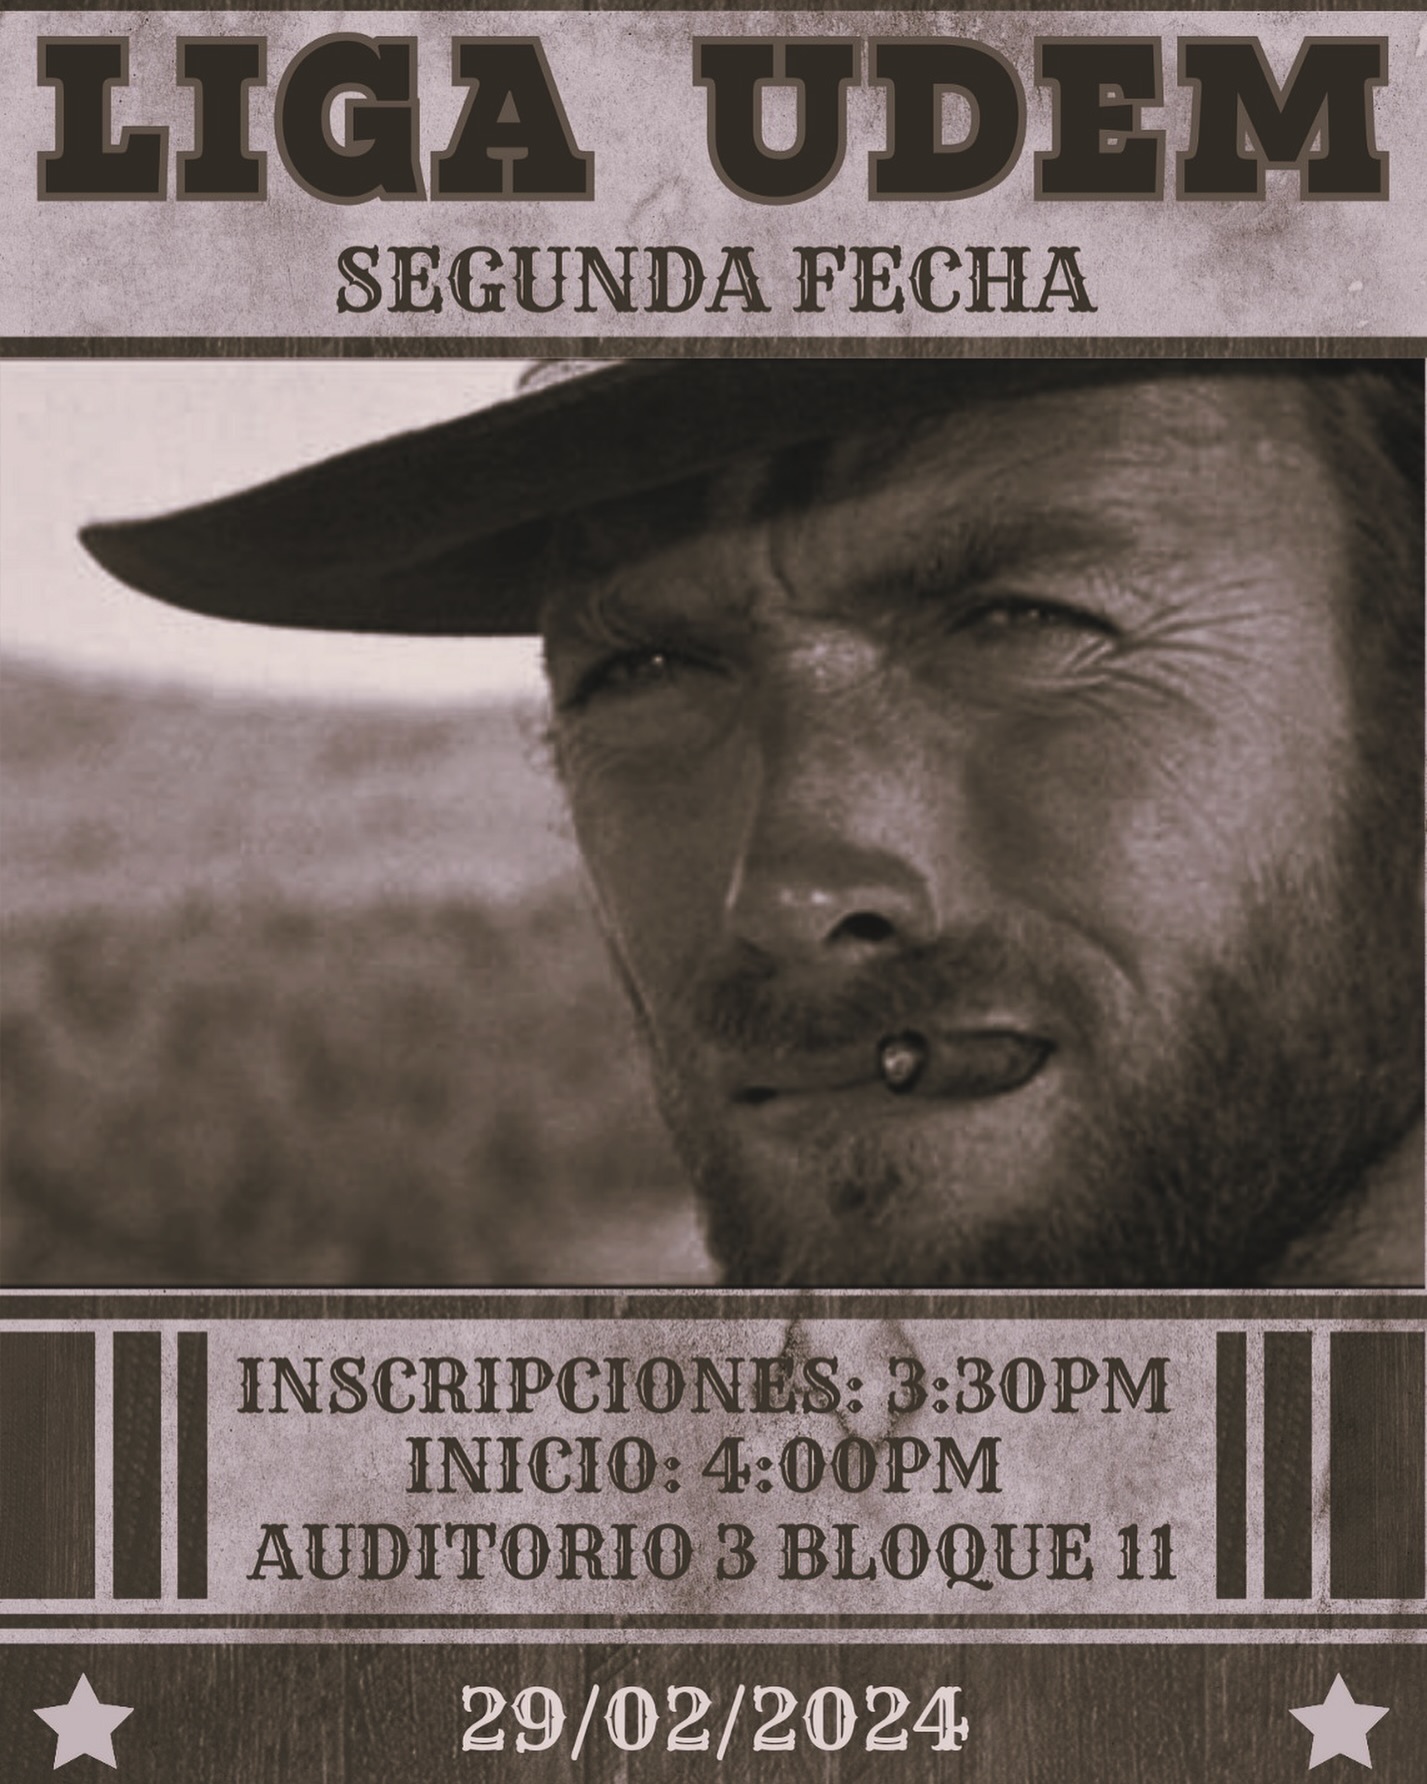 LIGA UDEM
SEGUNDA FECHA
INSCRIPCIONES: 3:30PM
INICIO: 4:00PM
AUDITORIO 3 BLOQUE 11
29/02/2024